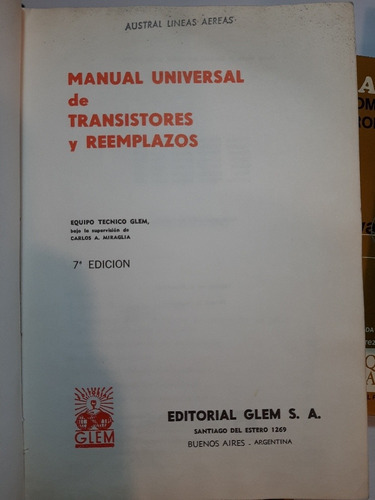 AUSTRAL LINEAS AEREAS
MANUAL UNIVERSAL
de
TRANSISTORES
y REEMPLAZOS
EQUIPO TECNICO GLEM,
bajo la supervisión de
CARLOS A. MIRAGLIA
7ª EDICION
EDITORIAL
GLEM
EDITORIAL GLEM S. A.
SANTIAGO DEL ESTERO 1269
BUENOS AIRES - ARGENTINA